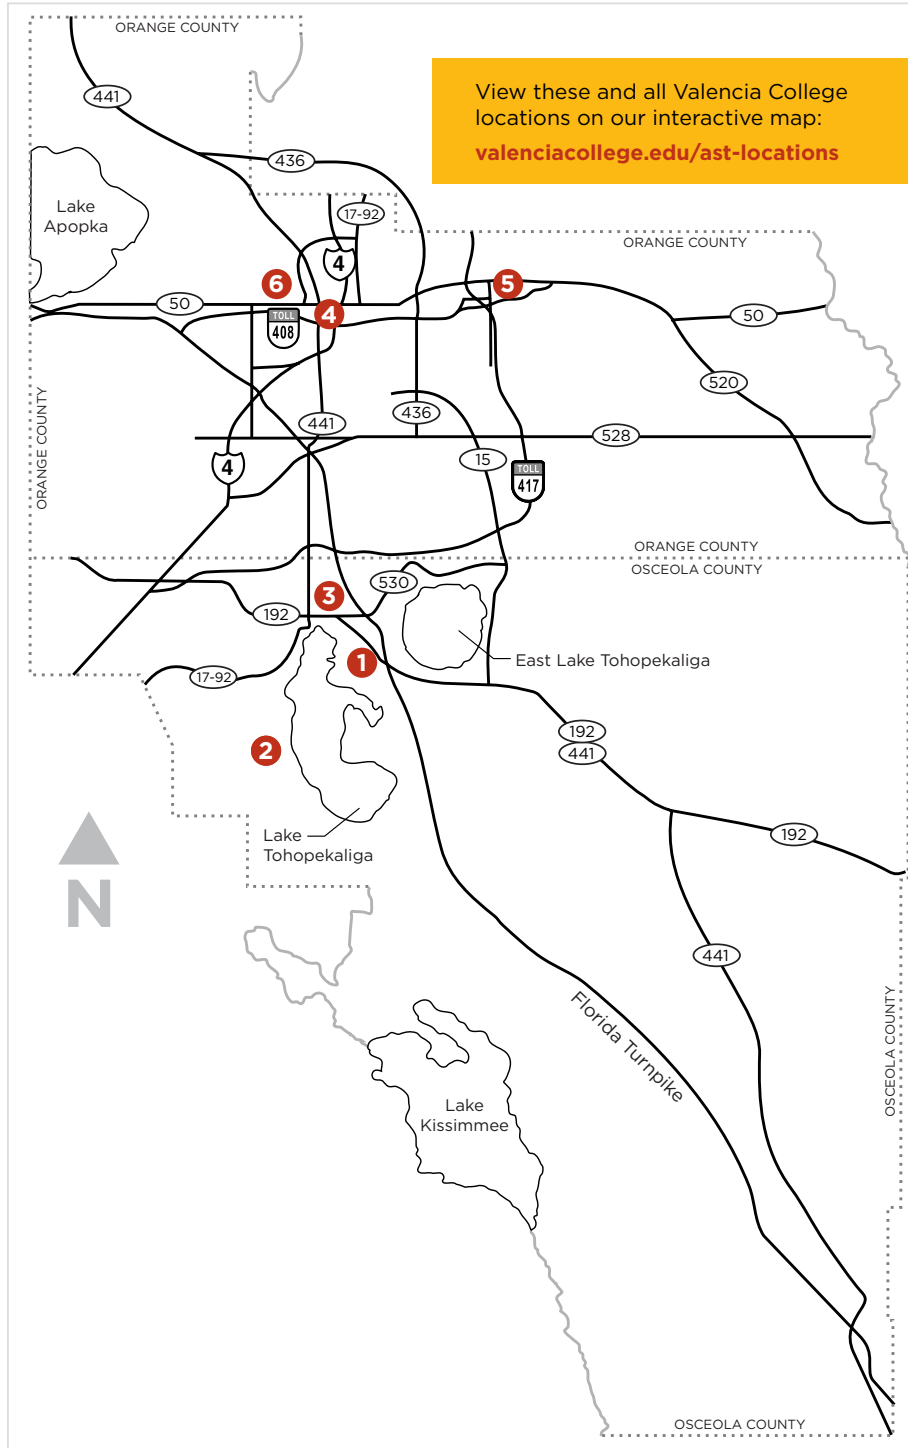 ORANGE COUNTY
441
View these and all Valencia College
locations on our interactive map:
valenciacollege.edu/ast-locations
436
Lake
Apopka
17-92
ORANGE COUNTY
4
6
5
50
TOLL
408
4
50
520
ORANGE COUNTY
441
436
528
15
4
TOLL
417
ORANGE COUNTY
OSCEOLA COUNTY
530
3
192
East Lake Tohopekaliga
1
17-92
192
441
2
192
Lake
Tohopekaliga
N
441
Florida Turnpike
OSCEOLA COUNTY
Lake
Kissimmee
OSCEOLA COUNTY